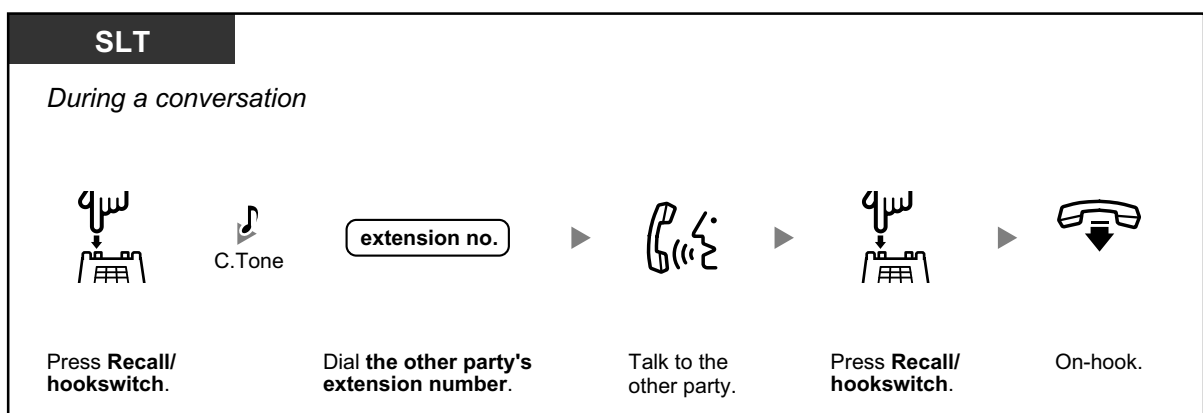 SLT
During a conversation
C.Tone
extension no.
Press Recall/
hookswitch.
Dial the other party's
extension number.
Talk to the
other party.
Press Recall/
hookswitch.
On-hook.